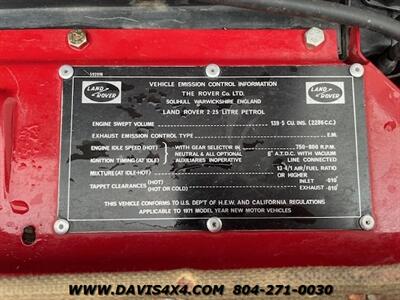 592018
LAND
ROVER
VEHICLE EMISSION CONTROL INFORMATION
THE ROVER Co. LTD.
SOLIHULL WARWICKSHIRE ENGLAND
LAND ROVER 2·25 LITRE PETROL
LAND
ROVER
ENGINE SWEPT VOLUME 139·5 CU. INS. (2286 C.C.)
EXHAUST EMISSION CONTROL TYPE E.M.
ENGINE IDLE SPEED (HOT) WITH GEAR SELECTOR IN 750-800 R.P.M.
NEUTRAL & ALL OPTIONAL 6° A.T.D.C. WITH VACUUM
IGNITION TIMING (AT IDLE) AUXILIARIES INOPERATIVE LINE CONNECTED
MIXTURE (AT IDLE-HOT) 13·4/1 AIR/FUEL RATIO
OR HIGHER
TAPPET CLEARANCES (HOT) INLET ·010"
(HOT OR COLD) EXHAUST ·010"
THIS VEHICLE CONFORMS TO U.S. DEPT OF H.E.W. AND CALIFORNIA REGULATIONS
APPLICABLE TO 1971 MODEL YEAR NEW MOTOR VEHICLES
WWW.DAVIS4X4.COM 804-271-0030